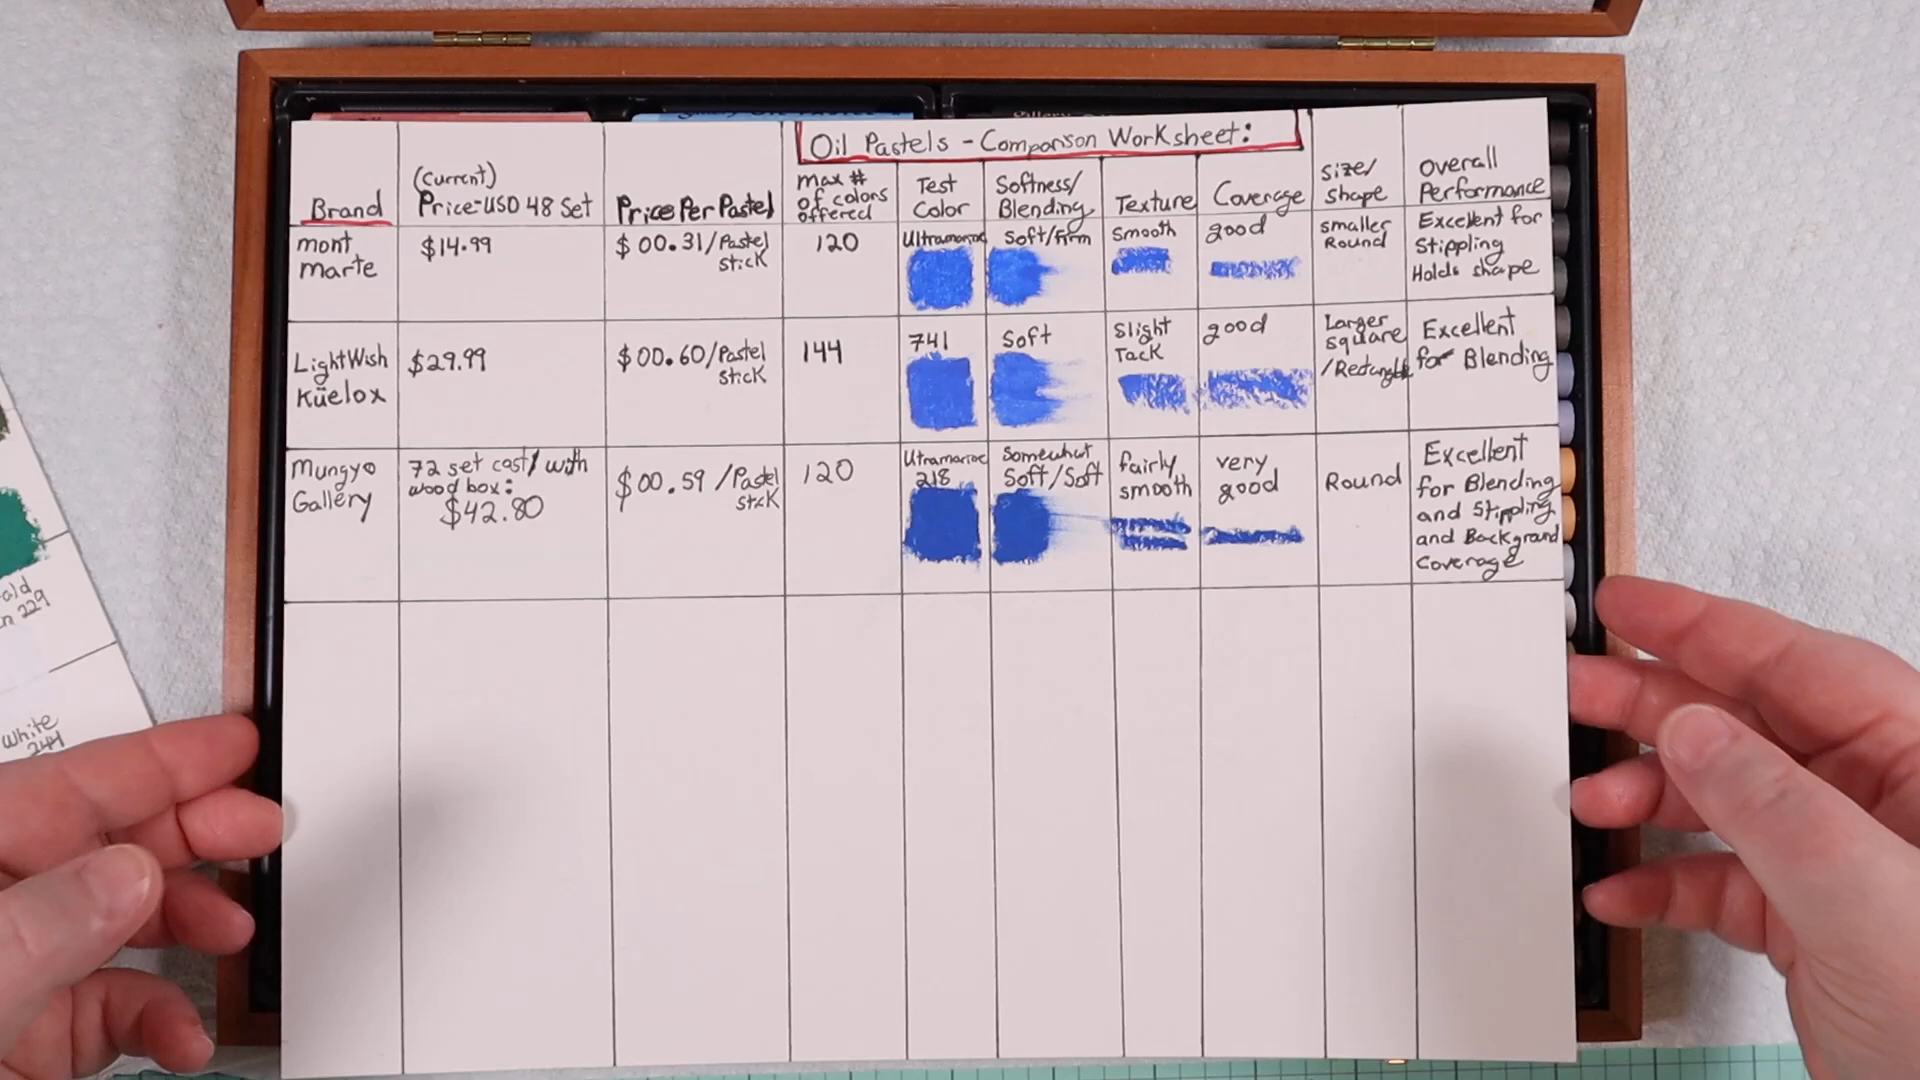 Oil Pastels - Comparison Worksheet:
Brand
(Current)
Price-USD 48 Set
Price Per Pastel
max #
of colors
offered
Test
Color
Softness/
Blending
Texture
Coverage
Size/
Shape
Overall
Performance
mont
marte
$14.99
$00.31/Pastel
stick
120
Ultramarine
Soft/firm
Smooth
good
smaller
Round
Excellent for
Stippling
Holds shape
LightWish
Küelox
$29.99
$00.60/Pastel
stick
144
741
Soft
Slight
Tack
good
Larger
square
/Rectangle
Excellent
for Blending
Mungyo
Gallery
72 set cost/with
wood box:
$42.80
$00.59/Pastel
stick
120
Utramarine
218
Somewhat
Soft/Soft
fairly
smooth
very
good
Round
Excellent
for Blending
and Stippling
and Background
Coverage
229
White
244